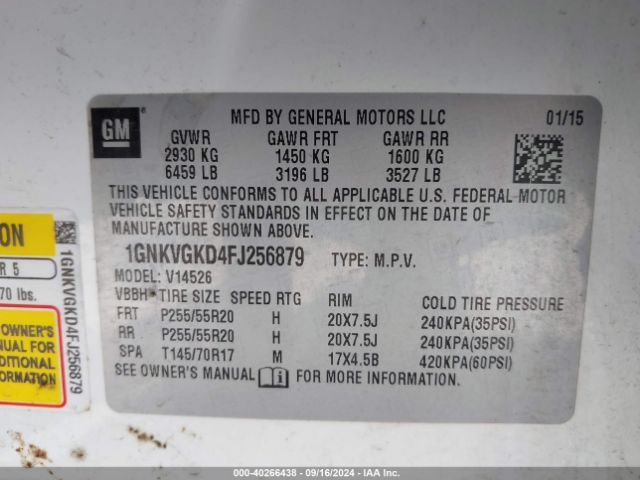 GM
MFD BY GENERAL MOTORS LLC 01/15
GVWR GAWR FRT GAWR RR
2930 KG 1450 KG 1600 KG
6459 LB 3196 LB 3527 LB
THIS VEHICLE CONFORMS TO ALL APPLICABLE U.S. FEDERAL MOTOR
VEHICLE SAFETY STANDARDS IN EFFECT ON THE DATE OF
MANUFACTURE SHOWN ABOVE.
1GNKVGKD4FJ256879 TYPE: M.P.V.
MODEL: V14526
VBBH* TIRE SIZE SPEED RTG RIM COLD TIRE PRESSURE
FRT P255/55R20 H 20X7.5J 240KPA(35PSI)
RR P255/55R20 H 20X7.5J 240KPA(35PSI)
SPA T145/70R17 M 17X4.5B 420KPA(60PSI)
SEE OWNER'S MANUAL FOR MORE INFORMATION.
ON
R 5
70 lbs.
OWNER'S
NUAL FOR
DITIONAL
ORMATION
1GNKVGKD4FJ256879
000-40266438 - 09/16/2024 - IAA Inc.